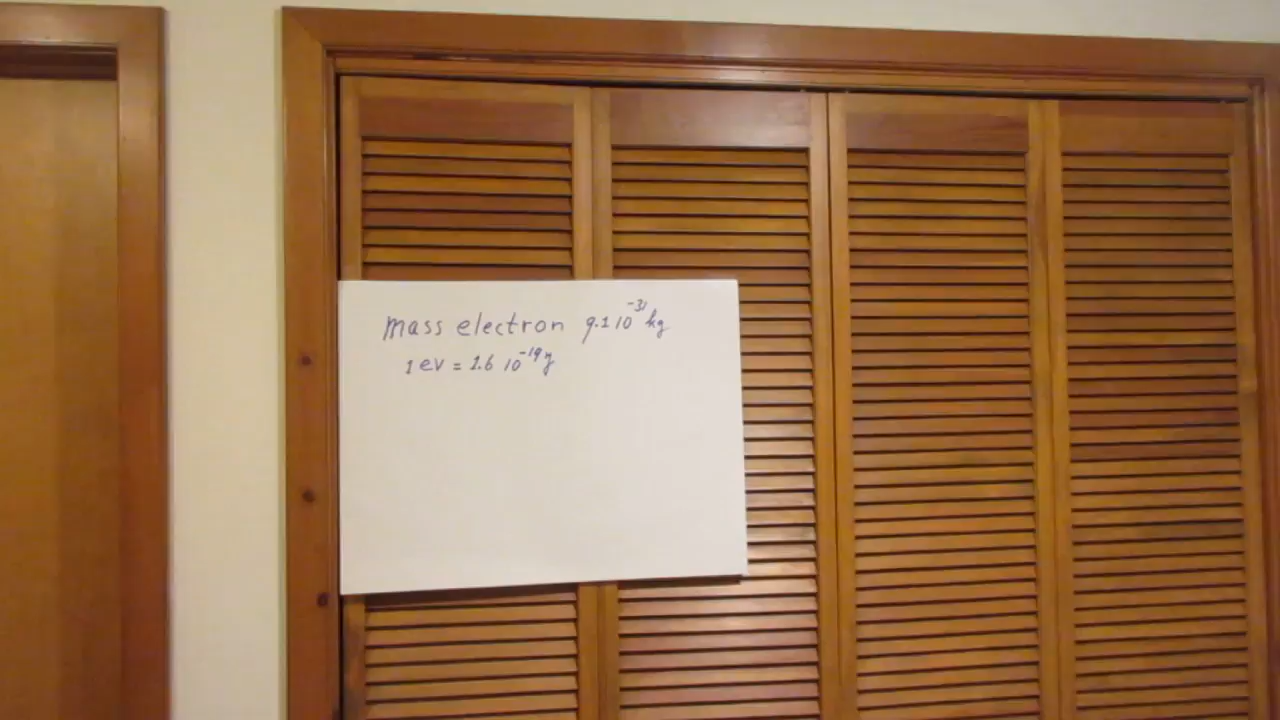 mass electron 9.1 10⁻³¹ kg
1 ev = 1.6 10⁻¹⁹ J